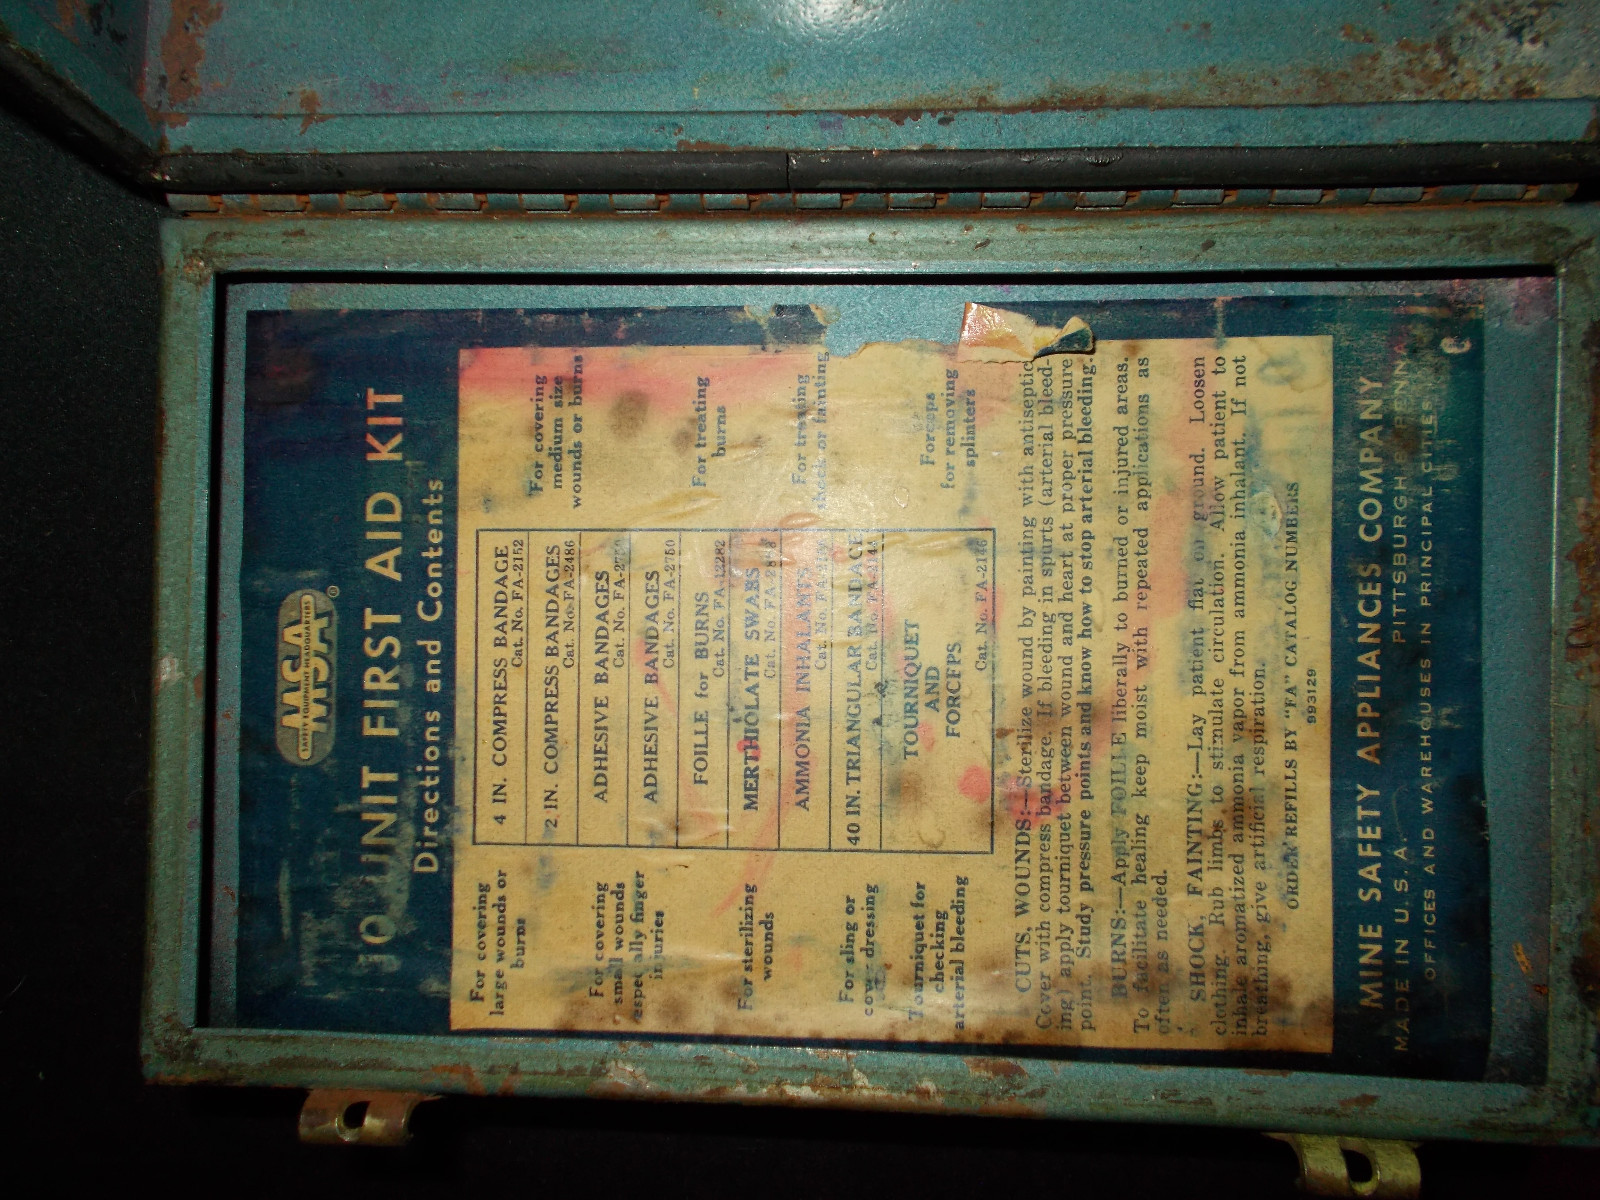 MSA
SAFETY EQUIPMENT HEADQUARTERS
®
10 UNIT FIRST AID KIT
Directions and Contents
For covering
large wounds or
burns
For covering
small wounds
especially finger
injuries
For sterilizing
wounds
For sling or
cover dressing
Tourniquet for
checking
arterial bleeding
4 IN. COMPRESS BANDAGE
Cat. No. FA-2152
2 IN. COMPRESS BANDAGES
Cat. No. FA-2486
ADHESIVE BANDAGES
Cat. No. FA-
ADHESIVE BANDAGES
Cat. No. FA-2750
FOILLE for BURNS
Cat. No. FA-
MERTHIOLATE SWABS
Cat. No. FA-
AMMONIA INHALANTS
Cat. No.
40 IN. TRIANGULAR BANDAGE
Cat. No.
TOURNIQUET
AND
FORCEPS
Cat. No. FA-2146
For covering
medium size
wounds or burns
For treating
burns
For treating
shock or fainting
Forceps
for removing
splinters
CUTS, WOUNDS:—Sterilize wound by painting with antiseptic
Cover with compress bandage. If bleeding in spurts (arterial bleed-
ing) apply tourniquet between wound and heart at proper pressure
point. Study pressure points and know how to stop arterial bleeding.
BURNS:—Apply FOILLE liberally to burned or injured areas.
To facilitate healing keep moist with repeated applications as
often as needed.
SHOCK, FAINTING:—Lay patient flat on ground. Loosen
clothing. Rub limbs to stimulate circulation. Allow patient to
inhale aromatized ammonia vapor from ammonia inhalant. If not
breathing, give artificial respiration.
ORDER REFILLS BY "FA" CATALOG NUMBERS
993129
MINE SAFETY APPLIANCES COMPANY
MADE IN U.S.A. PITTSBURGH, PENNA.
OFFICES AND WAREHOUSES IN PRINCIPAL CITIES